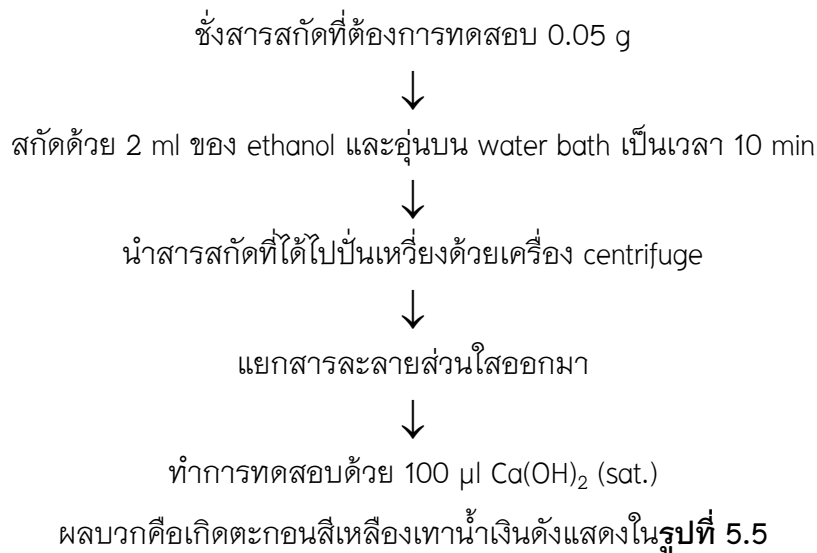 ชั่งสารสกัดที่ต้องการทดสอบ 0.05 g
↓
สกัดด้วย 2 ml ของ ethanol และอุ่นบน water bath เป็นเวลา 10 min
↓
นำสารสกัดที่ได้ไปปั่นเหวี่ยงด้วยเครื่อง centrifuge
↓
แยกสารละลายส่วนใสออกมา
↓
ทำการทดสอบด้วย 100 µl Ca(OH)₂ (sat.)
ผลบวกคือเกิดตะกอนสีเหลืองเทาน้ำเงินดังแสดงในรูปที่ 5.5